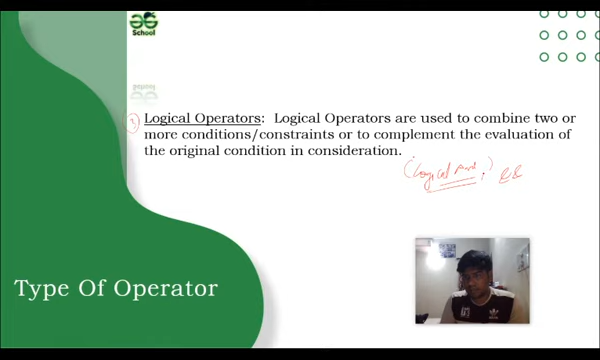 School
③ Logical Operators: Logical Operators are used to combine two or
more conditions/constraints or to complement the evaluation of
the original condition in consideration.
(Logical And) &&
Type Of Operator